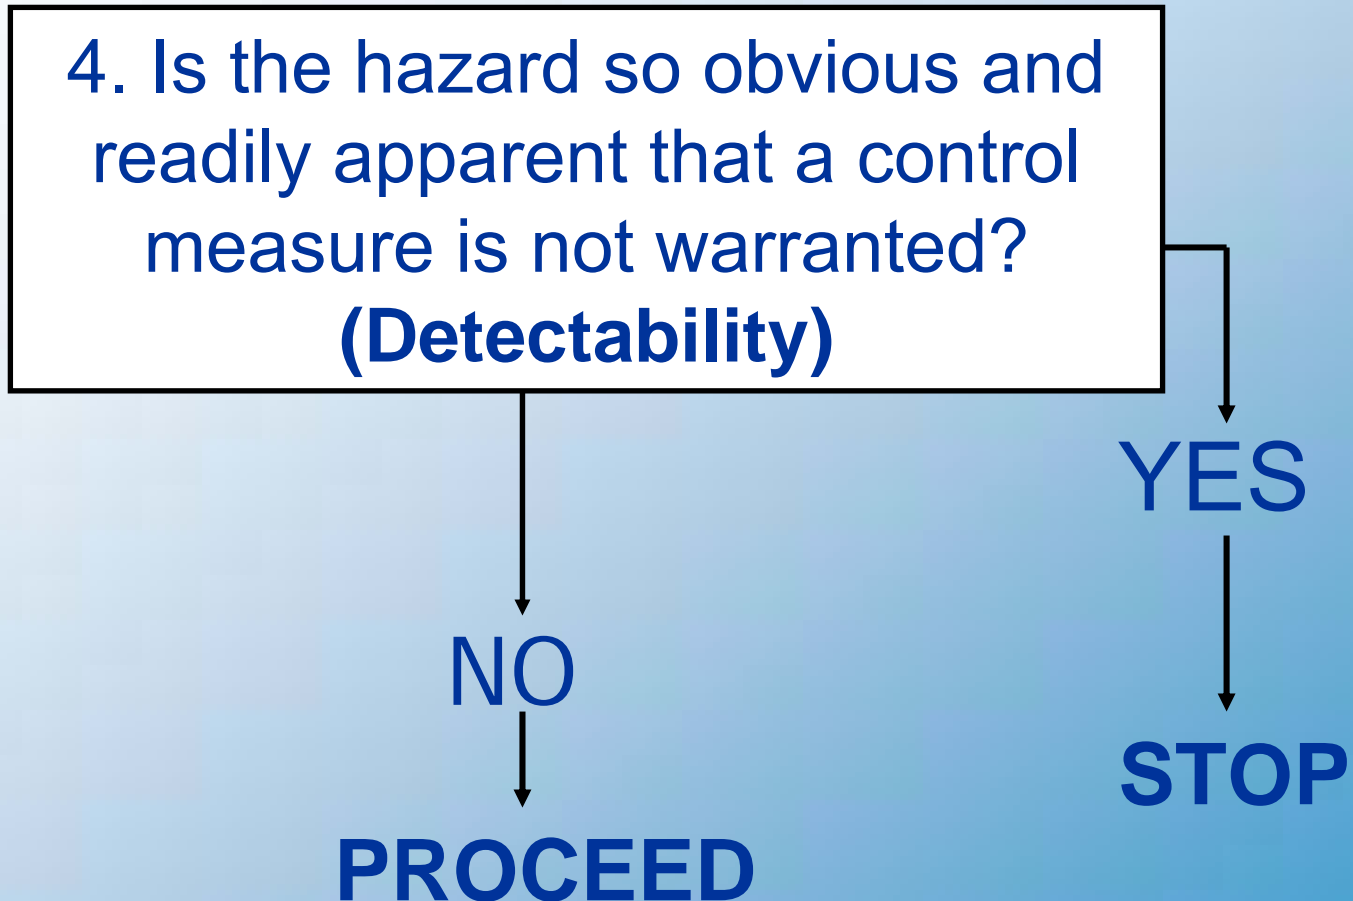 4. Is the hazard so obvious and
readily apparent that a control
measure is not warranted?
(Detectability)
YES
NO
STOP
PROCEED